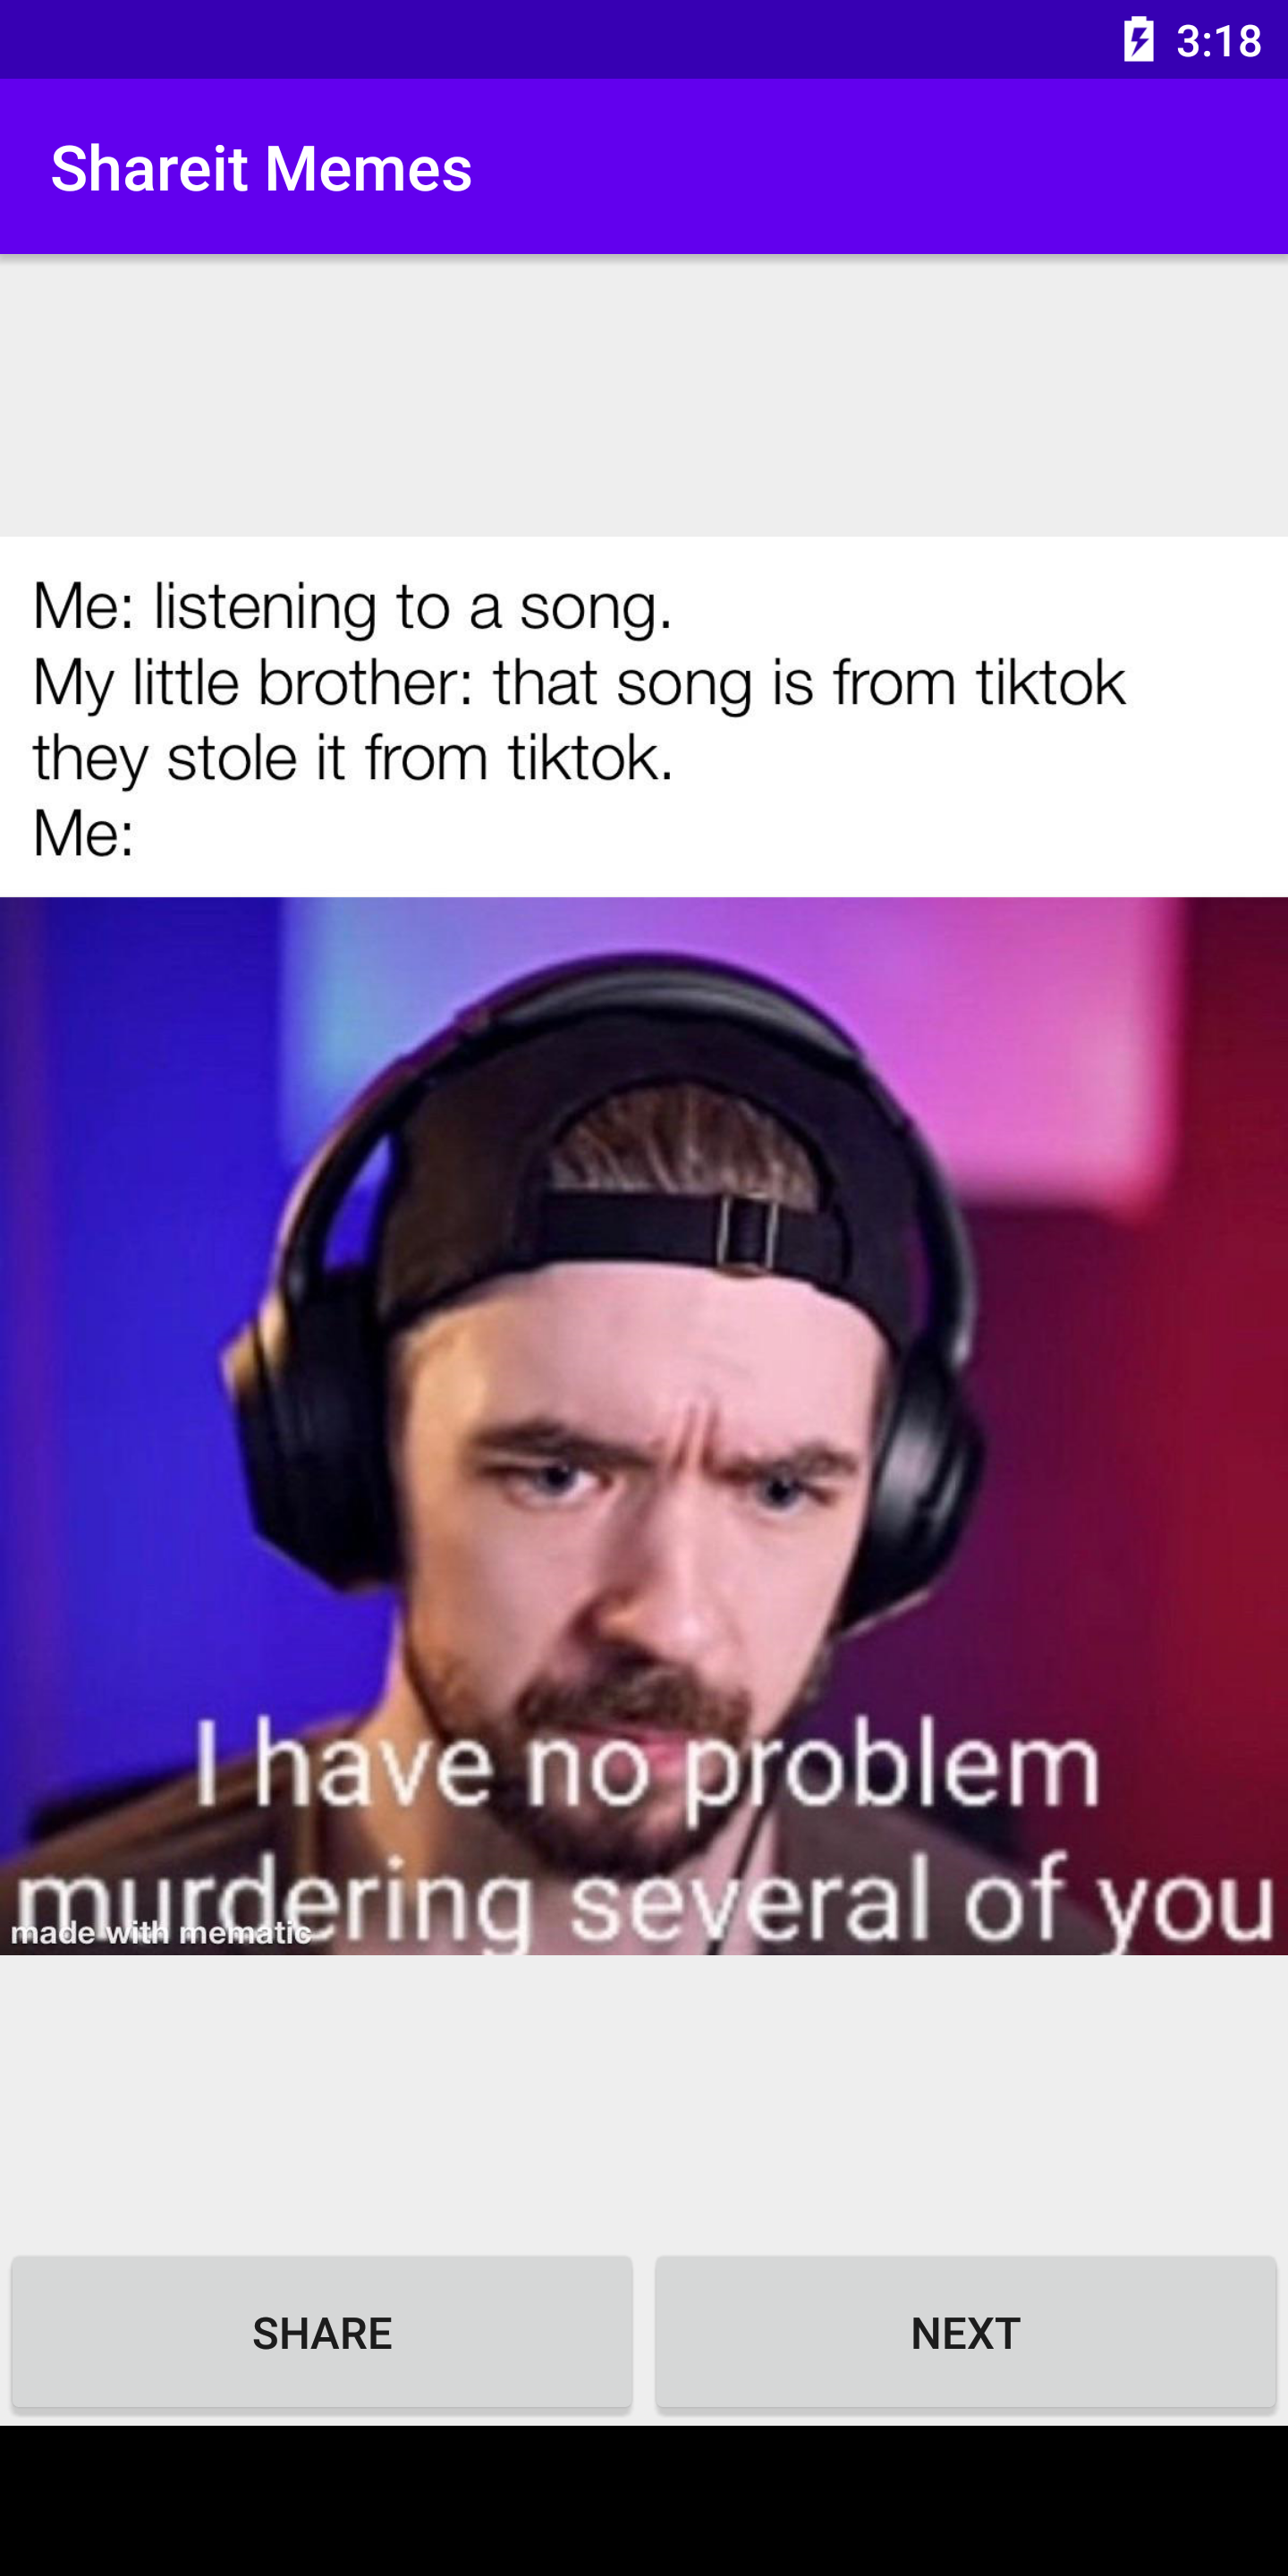 3:18
Shareit Memes
Me: listening to a song.
My little brother: that song is from tiktok
they stole it from tiktok.
Me:
I have no problem
murdering several of you
made with mematic
SHARE
NEXT